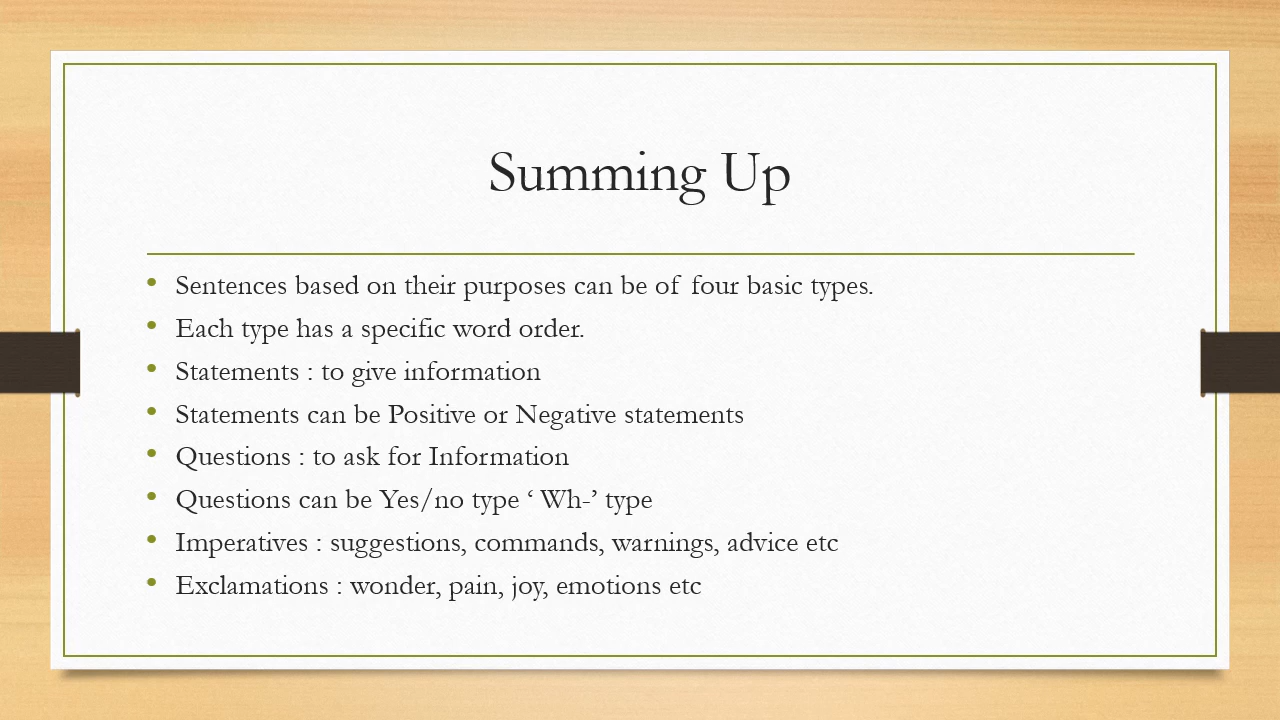 Summing Up
• Sentences based on their purposes can be of four basic types.
• Each type has a specific word order.
• Statements : to give information
• Statements can be Positive or Negative statements
• Questions : to ask for Information
• Questions can be Yes/no type ‘ Wh-’ type
• Imperatives : suggestions, commands, warnings, advice etc
• Exclamations : wonder, pain, joy, emotions etc